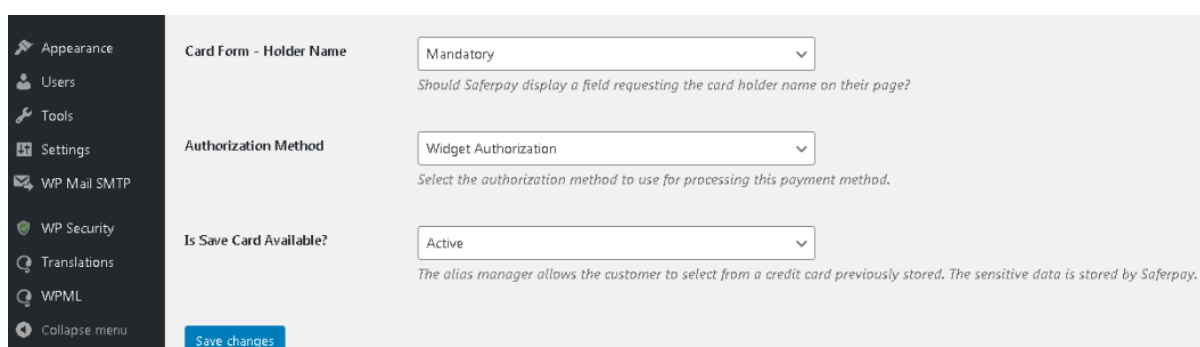 Appearance
Users
Tools
Settings
WP Mail SMTP
WP Security
Translations
WPML
Collapse menu
Card Form - Holder Name
Mandatory
Should Saferpay display a field requesting the card holder name on their page?
Authorization Method
Widget Authorization
Select the authorization method to use for processing this payment method.
Is Save Card Available?
Active
The alias manager allows the customer to select from a credit card previously stored. The sensitive data is stored by Saferpay.
Save changes